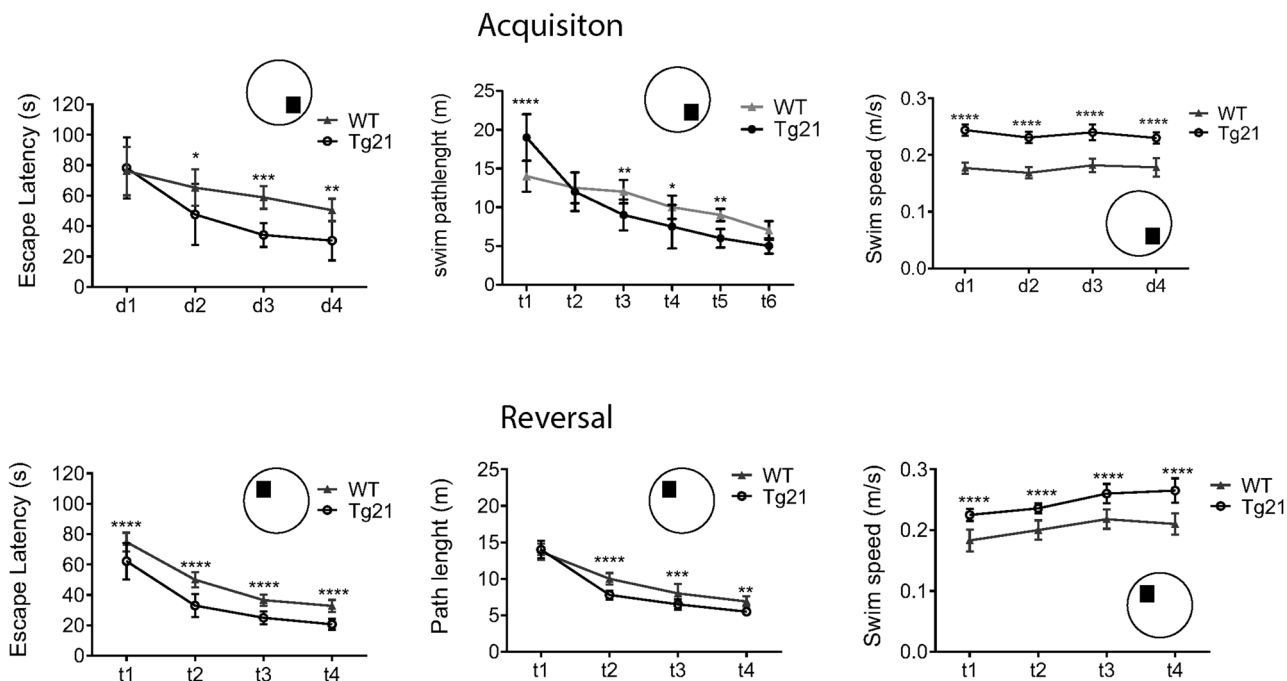 Acquisiton
Escape Latency (s)
120
100
80
60
40
20
0
d1 d2 d3 d4
* *** **
WT
Tg21
swim pathlenght (m)
25
20
15
10
5
0
t1 t2 t3 t4 t5 t6
**** ** * **
WT
Tg21
Swim speed (m/s)
0.3
0.2
0.1
0.0
d1 d2 d3 d4
**** **** **** ****
WT
Tg21
Reversal
Escape Latency (s)
120
100
80
60
40
20
0
t1 t2 t3 t4
**** **** **** ****
WT
Tg21
Path lenght (m)
25
20
15
10
5
0
t1 t2 t3 t4
**** *** **
WT
Tg21
Swim speed (m/s)
0.3
0.2
0.1
0.0
t1 t2 t3 t4
**** **** **** ****
WT
Tg21